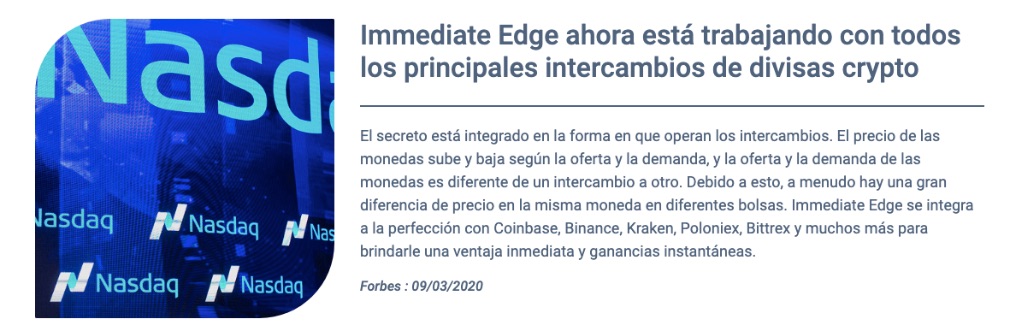 Nasda
Nasdaq
Nasdaq
Nas
Nasdaq
Nasdaq
Immediate Edge ahora está trabajando con todos
los principales intercambios de divisas crypto
El secreto está integrado en la forma en que operan los intercambios. El precio de las
monedas sube y baja según la oferta y la demanda, y la oferta y la demanda de las
monedas es diferente de un intercambio a otro. Debido a esto, a menudo hay una gran
diferencia de precio en la misma moneda en diferentes bolsas. Immediate Edge se integra
a la perfección con Coinbase, Binance, Kraken, Poloniex, Bittrex y muchos más para
brindarle una ventaja inmediata y ganancias instantáneas.
Forbes : 09/03/2020